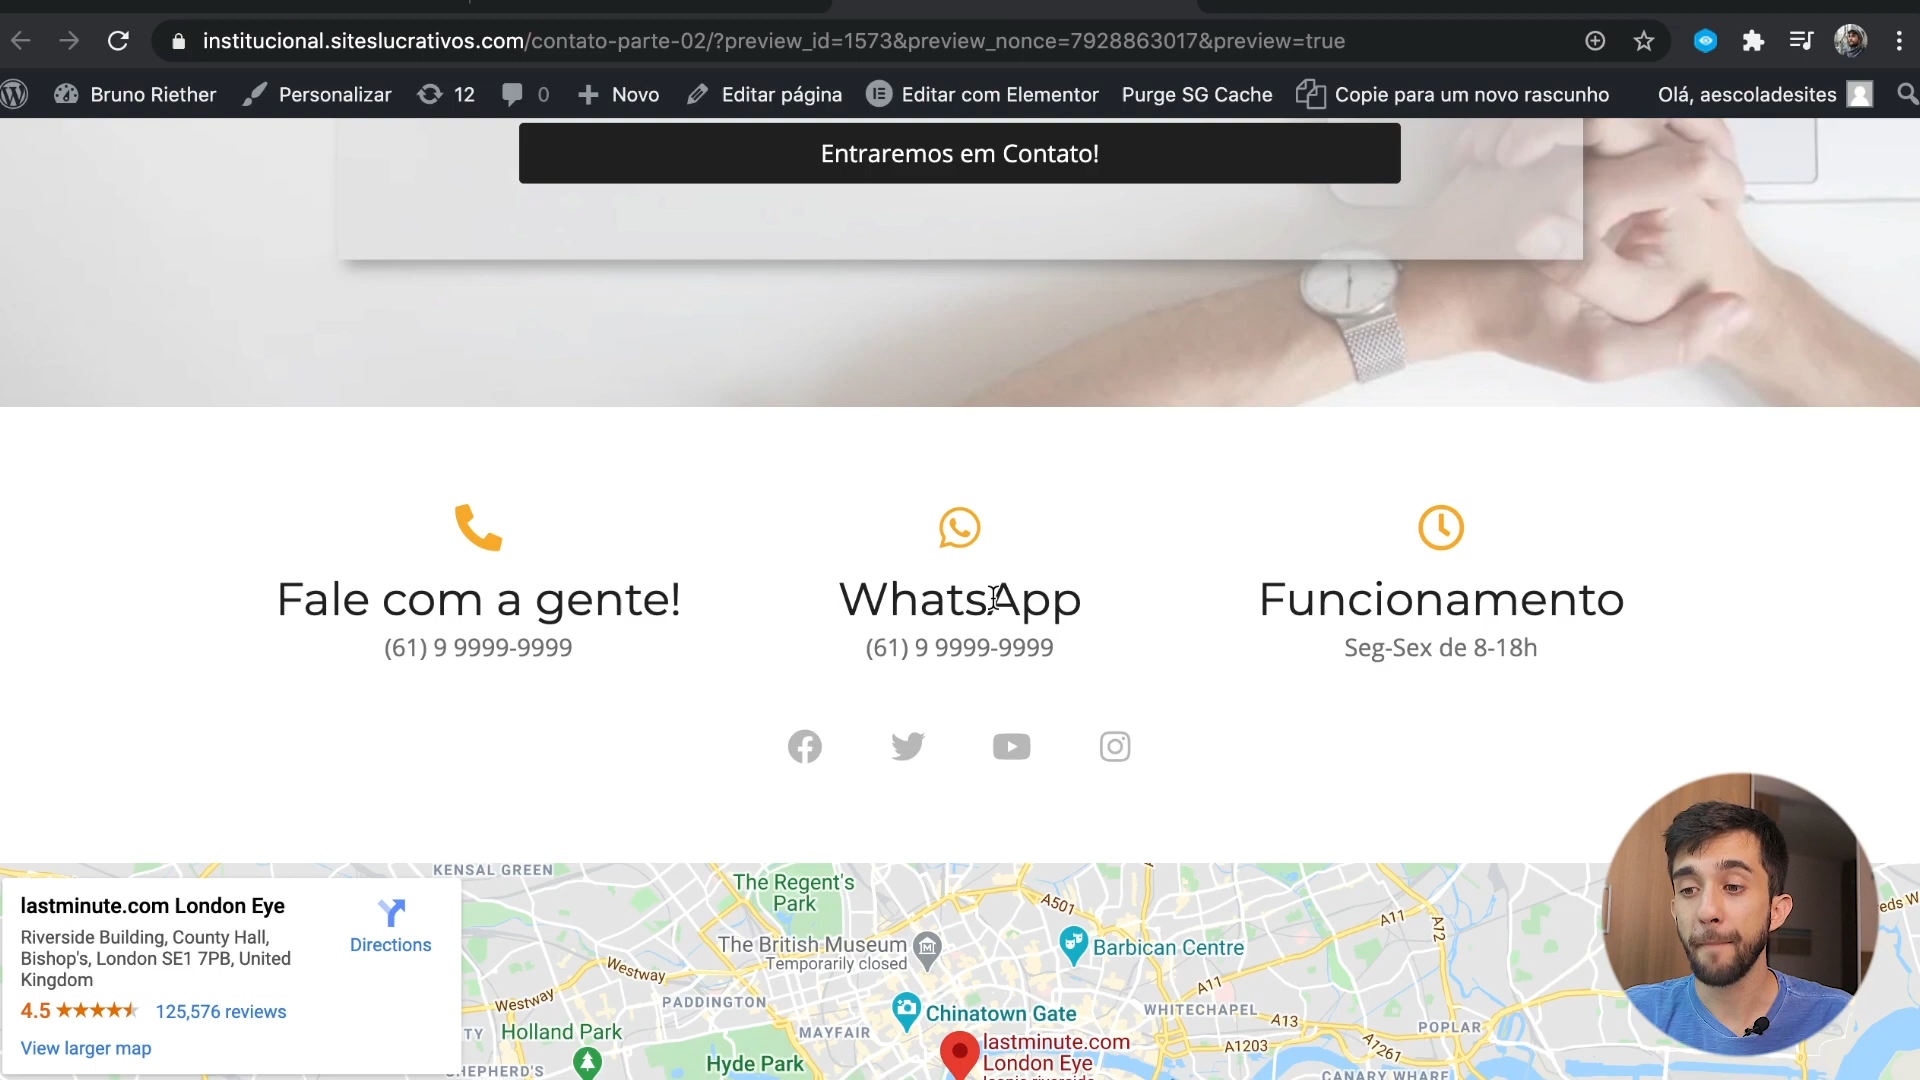 institucional.siteslucrativos.com/contato-parte-02/?preview_id=1573&preview_nonce=7928863017&preview=true
Bruno Riether Personalizar 12 0 Novo Editar página Editar com Elementor Purge SG Cache Copie para um novo rascunho Olá, aescoladesites
Entraremos em Contato!
Fale com a gente!
(61) 9 9999-9999
WhatsApp
(61) 9 9999-9999
Funcionamento
Seg-Sex de 8-18h
lastminute.com London Eye
Riverside Building, County Hall,
Bishop's, London SE1 7PB, United
Kingdom
Directions
4.5 125,576 reviews
View larger map
KENSAL GREEN
The Regent's
Park
A501
A11
A72
eds W
The British Museum
Temporarily closed
Barbican Centre
Westway
Westway
PADDINGTON
A11
WHITECHAPEL
Chinatown Gate
A13
POPLAR
TY
Holland Park
MAYFAIR
lastminute.com
London Eye
A1203
A1261
Hyde Park
SHEPHERD'S
CANARY WHARF